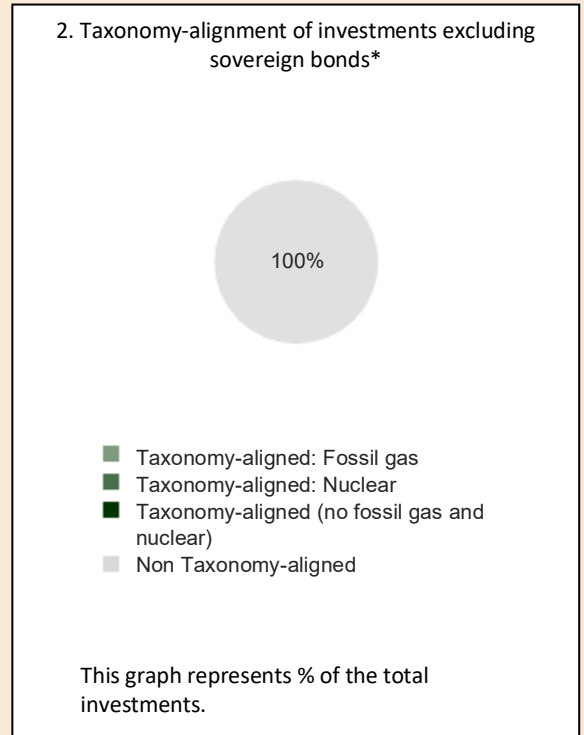 2. Taxonomy-alignment of investments excluding
sovereign bonds*
100%
Taxonomy-aligned: Fossil gas
Taxonomy-aligned: Nuclear
Taxonomy-aligned (no fossil gas and
nuclear)
Non Taxonomy-aligned
This graph represents % of the total
investments.